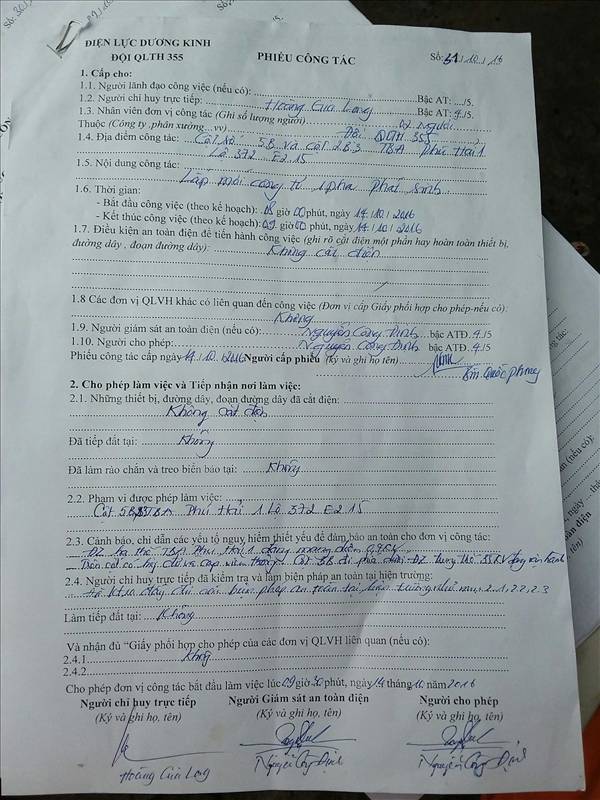 ĐIỆN LỰC DƯƠNG KINH
ĐỘI QLTH 355
PHIẾU CÔNG TÁC
Số: 31/10/16
1. Cấp cho:
1.1. Người lãnh đạo công việc (nếu có): Bậc AT: /5.
1.2. Người chỉ huy trực tiếp: Hoàng Cửu Long Bậc AT: 4/5.
1.3. Nhân viên đơn vị công tác (Ghi số lượng người) 02 Người
Thuộc (Công ty ,phân xưởng...vv) Đội QLTH 355
1.4. Địa điểm công tác: Cột số 5B và cột 2B3 TBA Phú Hải 1
Lộ 372 E2.15
1.5. Nội dung công tác:
Lắp mới công tơ 1 pha phát sinh
1.6. Thời gian:
- Bắt đầu công việc (theo kế hoạch): 08 giờ 00 phút, ngày 14/10/2016
- Kết thúc công việc (theo kế hoạch): 09 giờ 00 phút, ngày 14/10/2016
1.7. Điều kiện an toàn điện để tiến hành công việc (ghi rõ cắt điện một phần hay hoàn toàn thiết bị,
đường dây , đoạn đường dây): Không cắt điện
1.8 Các đơn vị QLVH khác có liên quan đến công việc (Đơn vị cấp Giấy phối hợp cho phép-nếu có):
Không
1.9. Người giám sát an toàn điện (nếu có): Nguyễn Công Định bậc ATĐ 4/5
1.10. Người cho phép: Nguyễn Công Định bậc ATĐ 4/5
Phiếu công tác cấp ngày 14/10/2016 Người cấp phiếu (ký và ghi họ tên)
Quốc Phong
2. Cho phép làm việc và Tiếp nhận nơi làm việc:
2.1. Những thiết bị, đường dây, đoạn đường dây đã cắt điện:
Không cắt điện
Đã tiếp đất tại: Không
Đã làm rào chắn và treo biển báo tại: Không
2.2. Phạm vi được phép làm việc:
Cột 5B TBA Phú Hải 1 Lộ 372 E2.15
2.3. Cảnh báo, chỉ dẫn các yếu tố nguy hiểm thiết yếu để đảm bảo an toàn cho đơn vị công tác:
ĐZ hạ thế TBA Phú Hải 1 đang mang điện 0,4KV
Trên cột có hạ thế và cáp viễn thông Cột 5B đi phía dưới ĐZ trung thế 35KV đang vận hành
2.4. Người chỉ huy trực tiếp đã kiểm tra và làm biện pháp an toàn tại hiện trường:
biện pháp an toàn tại hiện trường như mục 2.1, 2.2, 2.3
Làm tiếp đất tại: Không
Và nhận đủ “Giấy phối hợp cho phép của các đơn vị QLVH liên quan (nếu có):
2.4.1 Không
2.4.2
Cho phép đơn vị công tác bắt đầu làm việc lúc 09 giờ 30 phút, ngày 14 tháng 10 năm 2016
Người chỉ huy trực tiếp Người Giám sát an toàn điện Người cho phép
(Ký và ghi họ, tên) (Ký và ghi họ, tên) (Ký và ghi họ, tên)
Hoàng Cửu Long Nguyễn Công Định Nguyễn Công Định